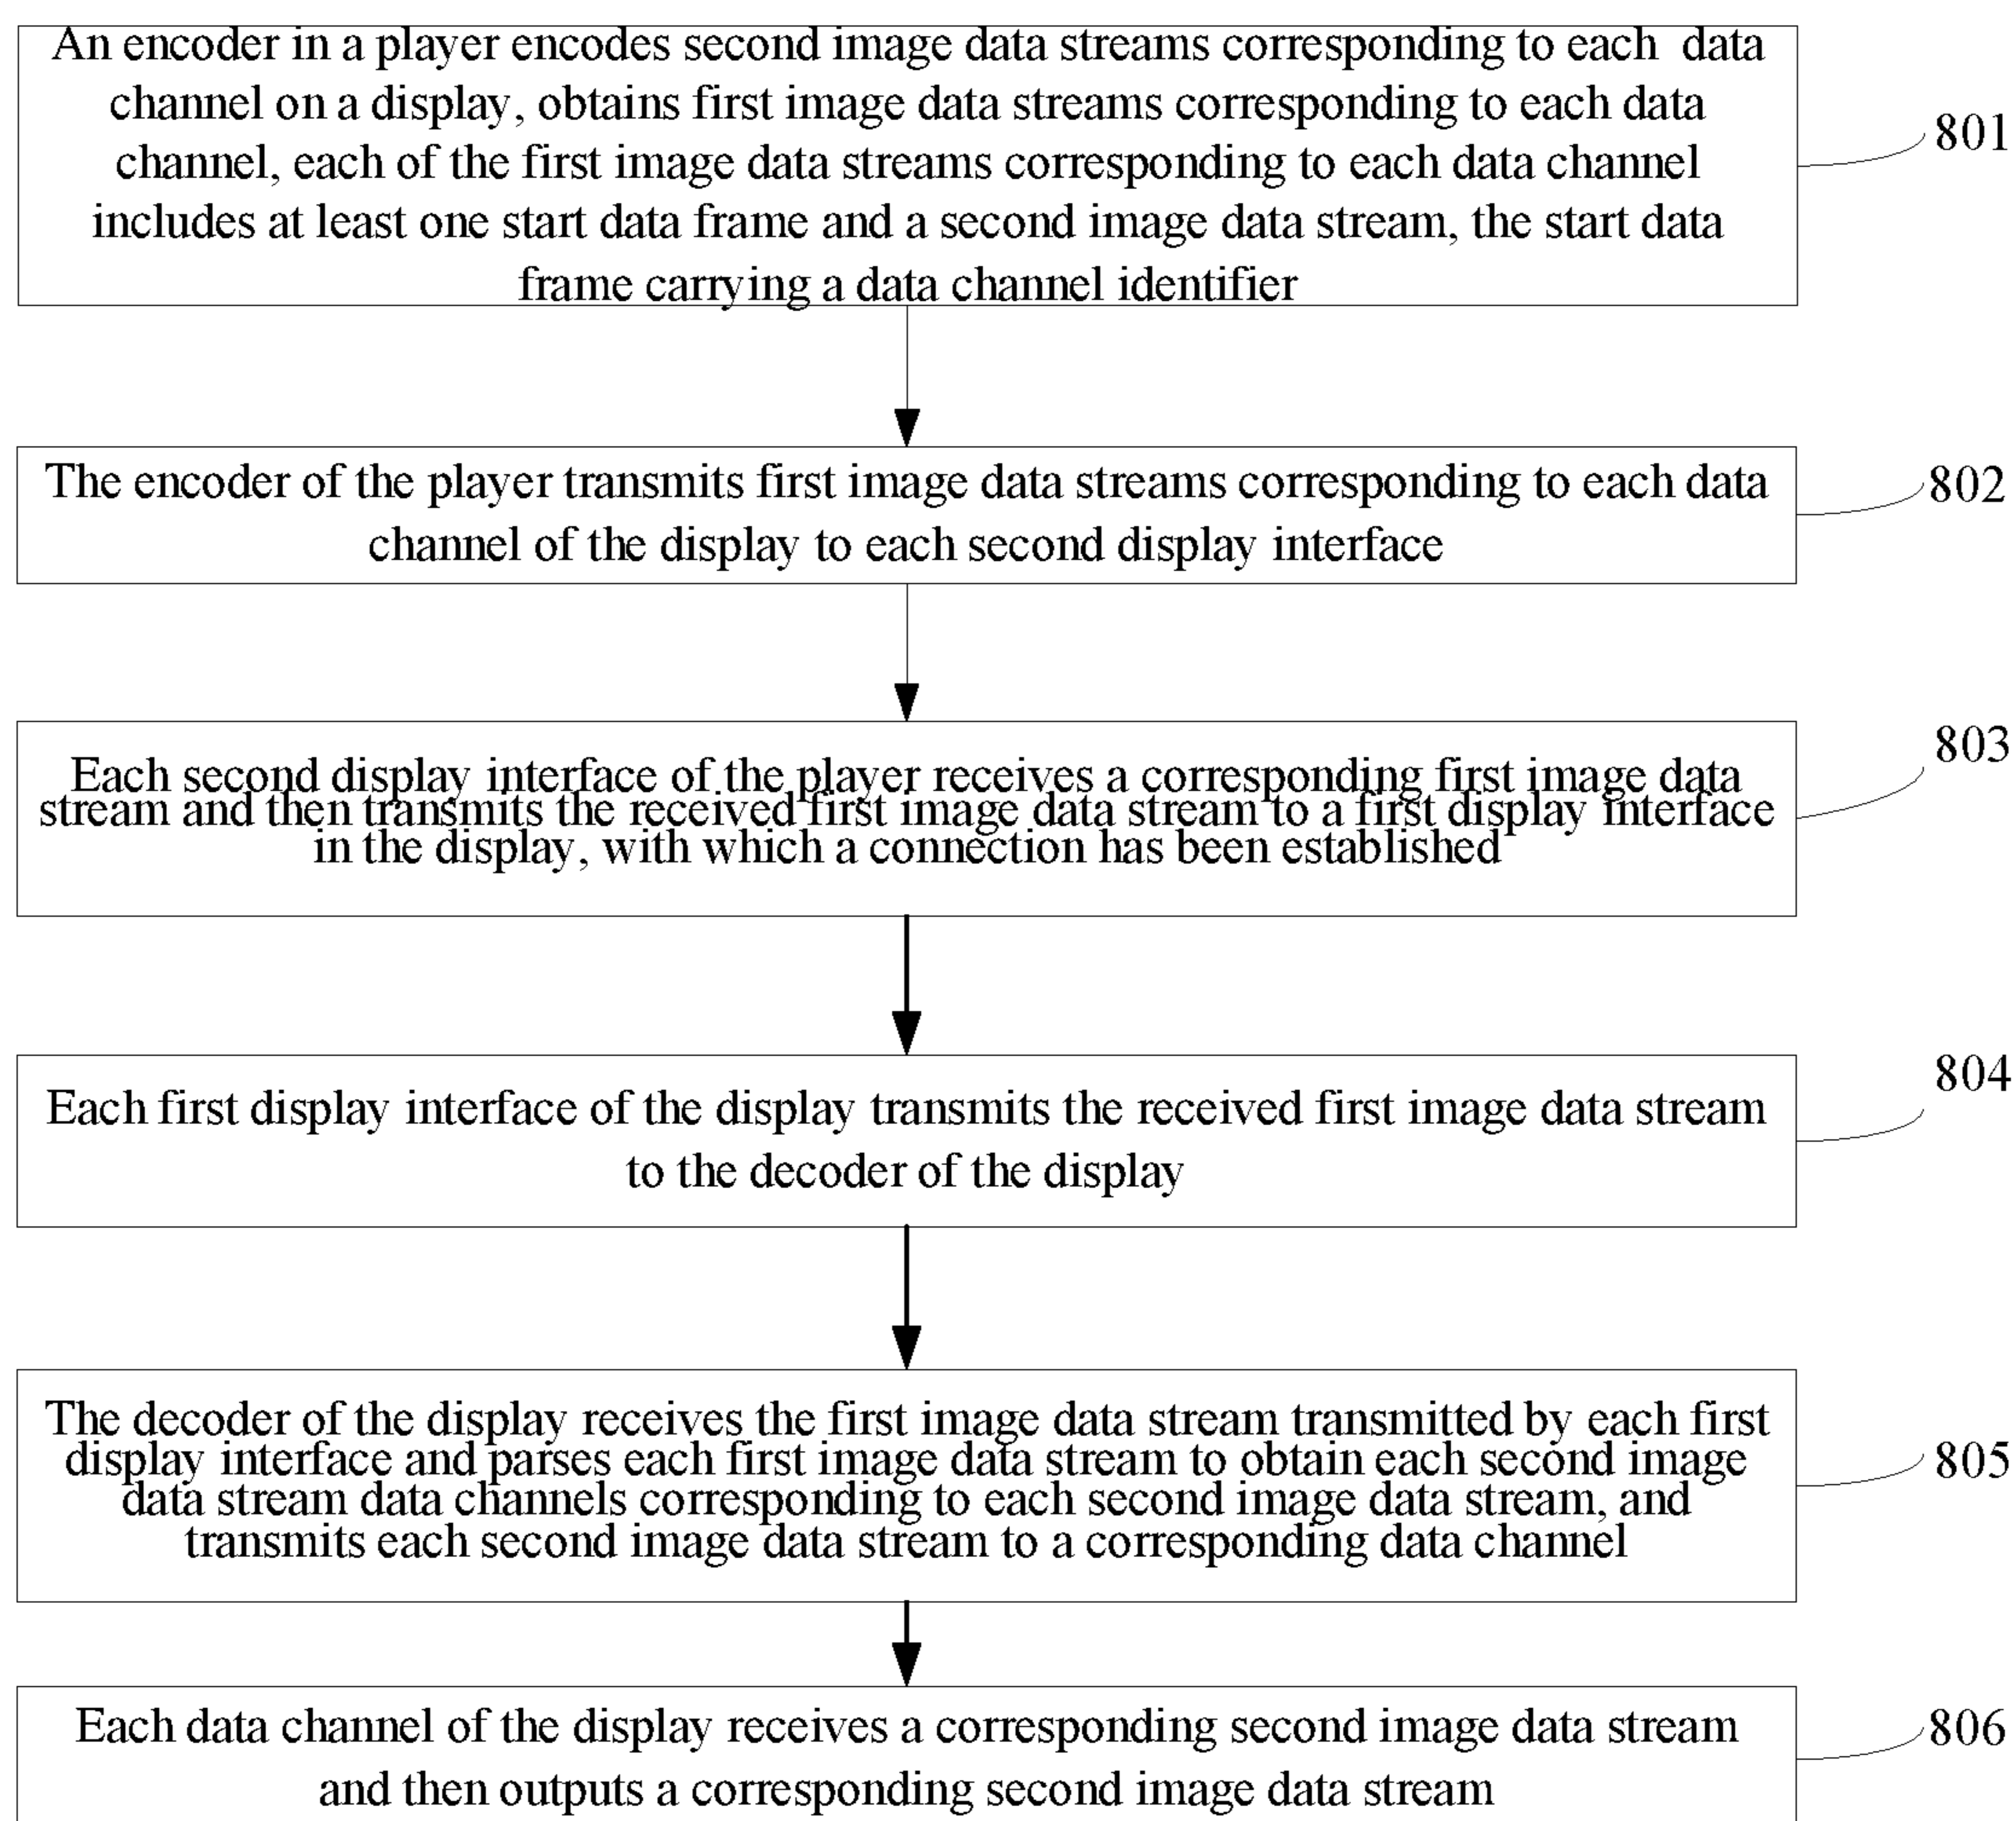 An encoder in a player encodes second image data streams corresponding to each data
channel on a display, obtains first image data streams corresponding to each data
channel, each of the first image data streams corresponding to each data channel
includes at least one start data frame and a second image data stream, the start data
frame carrying a data channel identifier
801
The encoder of the player transmits first image data streams corresponding to each data
channel of the display to each second display interface
802
Each second display interface of the player receives a corresponding first image data
stream and then transmits the received first image data stream to a first display interface
in the display, with which a connection has been established
803
Each first display interface of the display transmits the received first image data stream
to the decoder of the display
804
The decoder of the display receives the first image data stream transmitted by each first
display interface and parses each first image data stream to obtain each second image
data stream data channels corresponding to each second image data stream, and
transmits each second image data stream to a corresponding data channel
805
Each data channel of the display receives a corresponding second image data stream
and then outputs a corresponding second image data stream
806